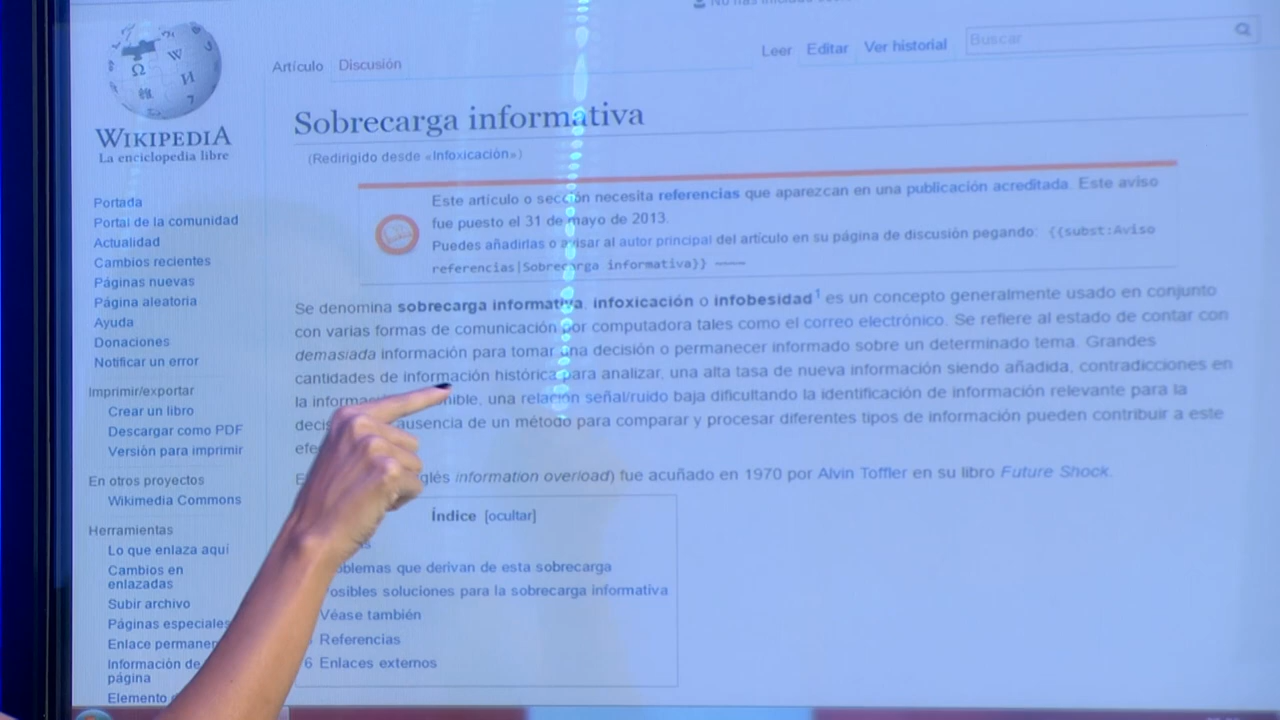 No has iniciado
Artículo Discusión
Leer Editar Ver historial Buscar
WIKIPEDIA
La enciclopedia libre
Sobrecarga informativa
(Redirigido desde «Infoxicación»)
Este artículo o sección necesita referencias que aparezcan en una publicación acreditada. Este aviso
fue puesto el 31 de mayo de 2013.
Puedes añadirlas o avisar al autor principal del artículo en su página de discusión pegando: {{subst:Aviso
referencias|Sobrecarga informativa}} ~~~~
Se denomina sobrecarga informativa, infoxicación o infobesidad1 es un concepto generalmente usado en conjunto
con varias formas de comunicación por computadora tales como el correo electrónico. Se refiere al estado de contar con
demasiada información para tomar una decisión o permanecer informado sobre un determinado tema. Grandes
cantidades de información histórica para analizar, una alta tasa de nueva información siendo añadida, contradicciones en
la una relación señal/ruido baja dificultando la identificación de información relevante para la
ausencia de un método para comparar y procesar diferentes tipos de información pueden contribuir a este
information overload) fue acuñado en 1970 por Alvin Toffler en su libro Future Shock.
Índice [ocultar]
que derivan de esta sobrecarga
soluciones para la sobrecarga informativa
Véase también
Referencias
6 Enlaces externos
Portada
Portal de la comunidad
Actualidad
Cambios recientes
Páginas nuevas
Página aleatoria
Ayuda
Donaciones
Notificar un error
Imprimir/exportar
Crear un libro
Descargar como PDF
Versión para imprimir
En otros proyectos
Wikimedia Commons
Herramientas
Lo que enlaza aquí
Cambios en
enlazadas
Subir archivo
Páginas especiales
Enlace
Información de
página
Elemento